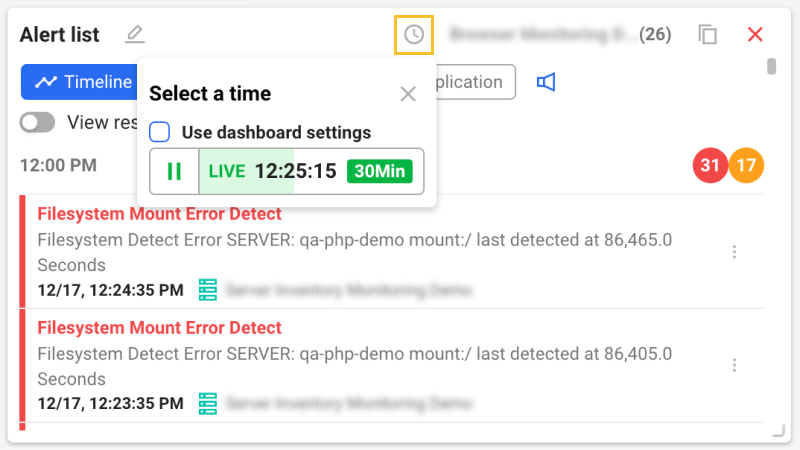 Alert list
(26)
Timeline
plication
Select a time
Use dashboard settings
LIVE 12:25:15 30Min
View res
12:00 PM
31 17
Filesystem Mount Error Detect
Filesystem Detect Error SERVER: qa-php-demo mount:/ last detected at 86,465.0
Seconds
12/17, 12:24:35 PM
Filesystem Mount Error Detect
Filesystem Detect Error SERVER: qa-php-demo mount:/ last detected at 86,405.0
Seconds
12/17, 12:23:35 PM